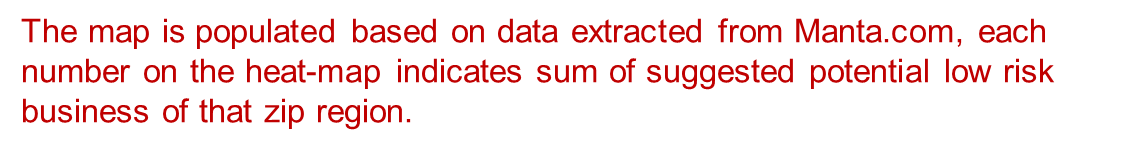 The map is populated based on data extracted from Manta.com, each
number on the heat-map indicates sum of suggested potential low risk
business of that zip region.